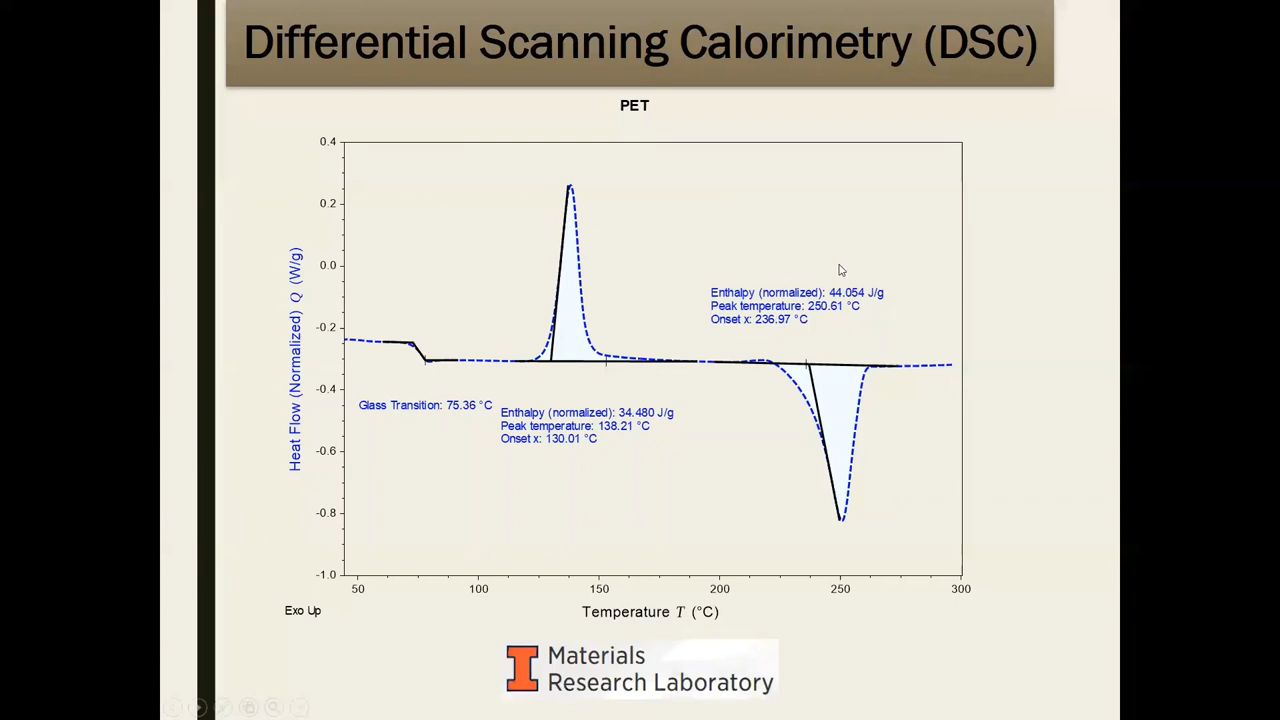 Differential Scanning Calorimetry (DSC)
PET
0.4
0.2
0.0
-0.2
-0.4
-0.6
-0.8
-1.0
Heat Flow (Normalized) Q (W/g)
Enthalpy (normalized): 44.054 J/g
Peak temperature: 250.61 °C
Onset x: 236.97 °C
Glass Transition: 75.36 °C
Enthalpy (normalized): 34.480 J/g
Peak temperature: 138.21 °C
Onset x: 130.01 °C
50 100 150 200 250 300
Exo Up
Temperature T (°C)
Materials
Research Laboratory